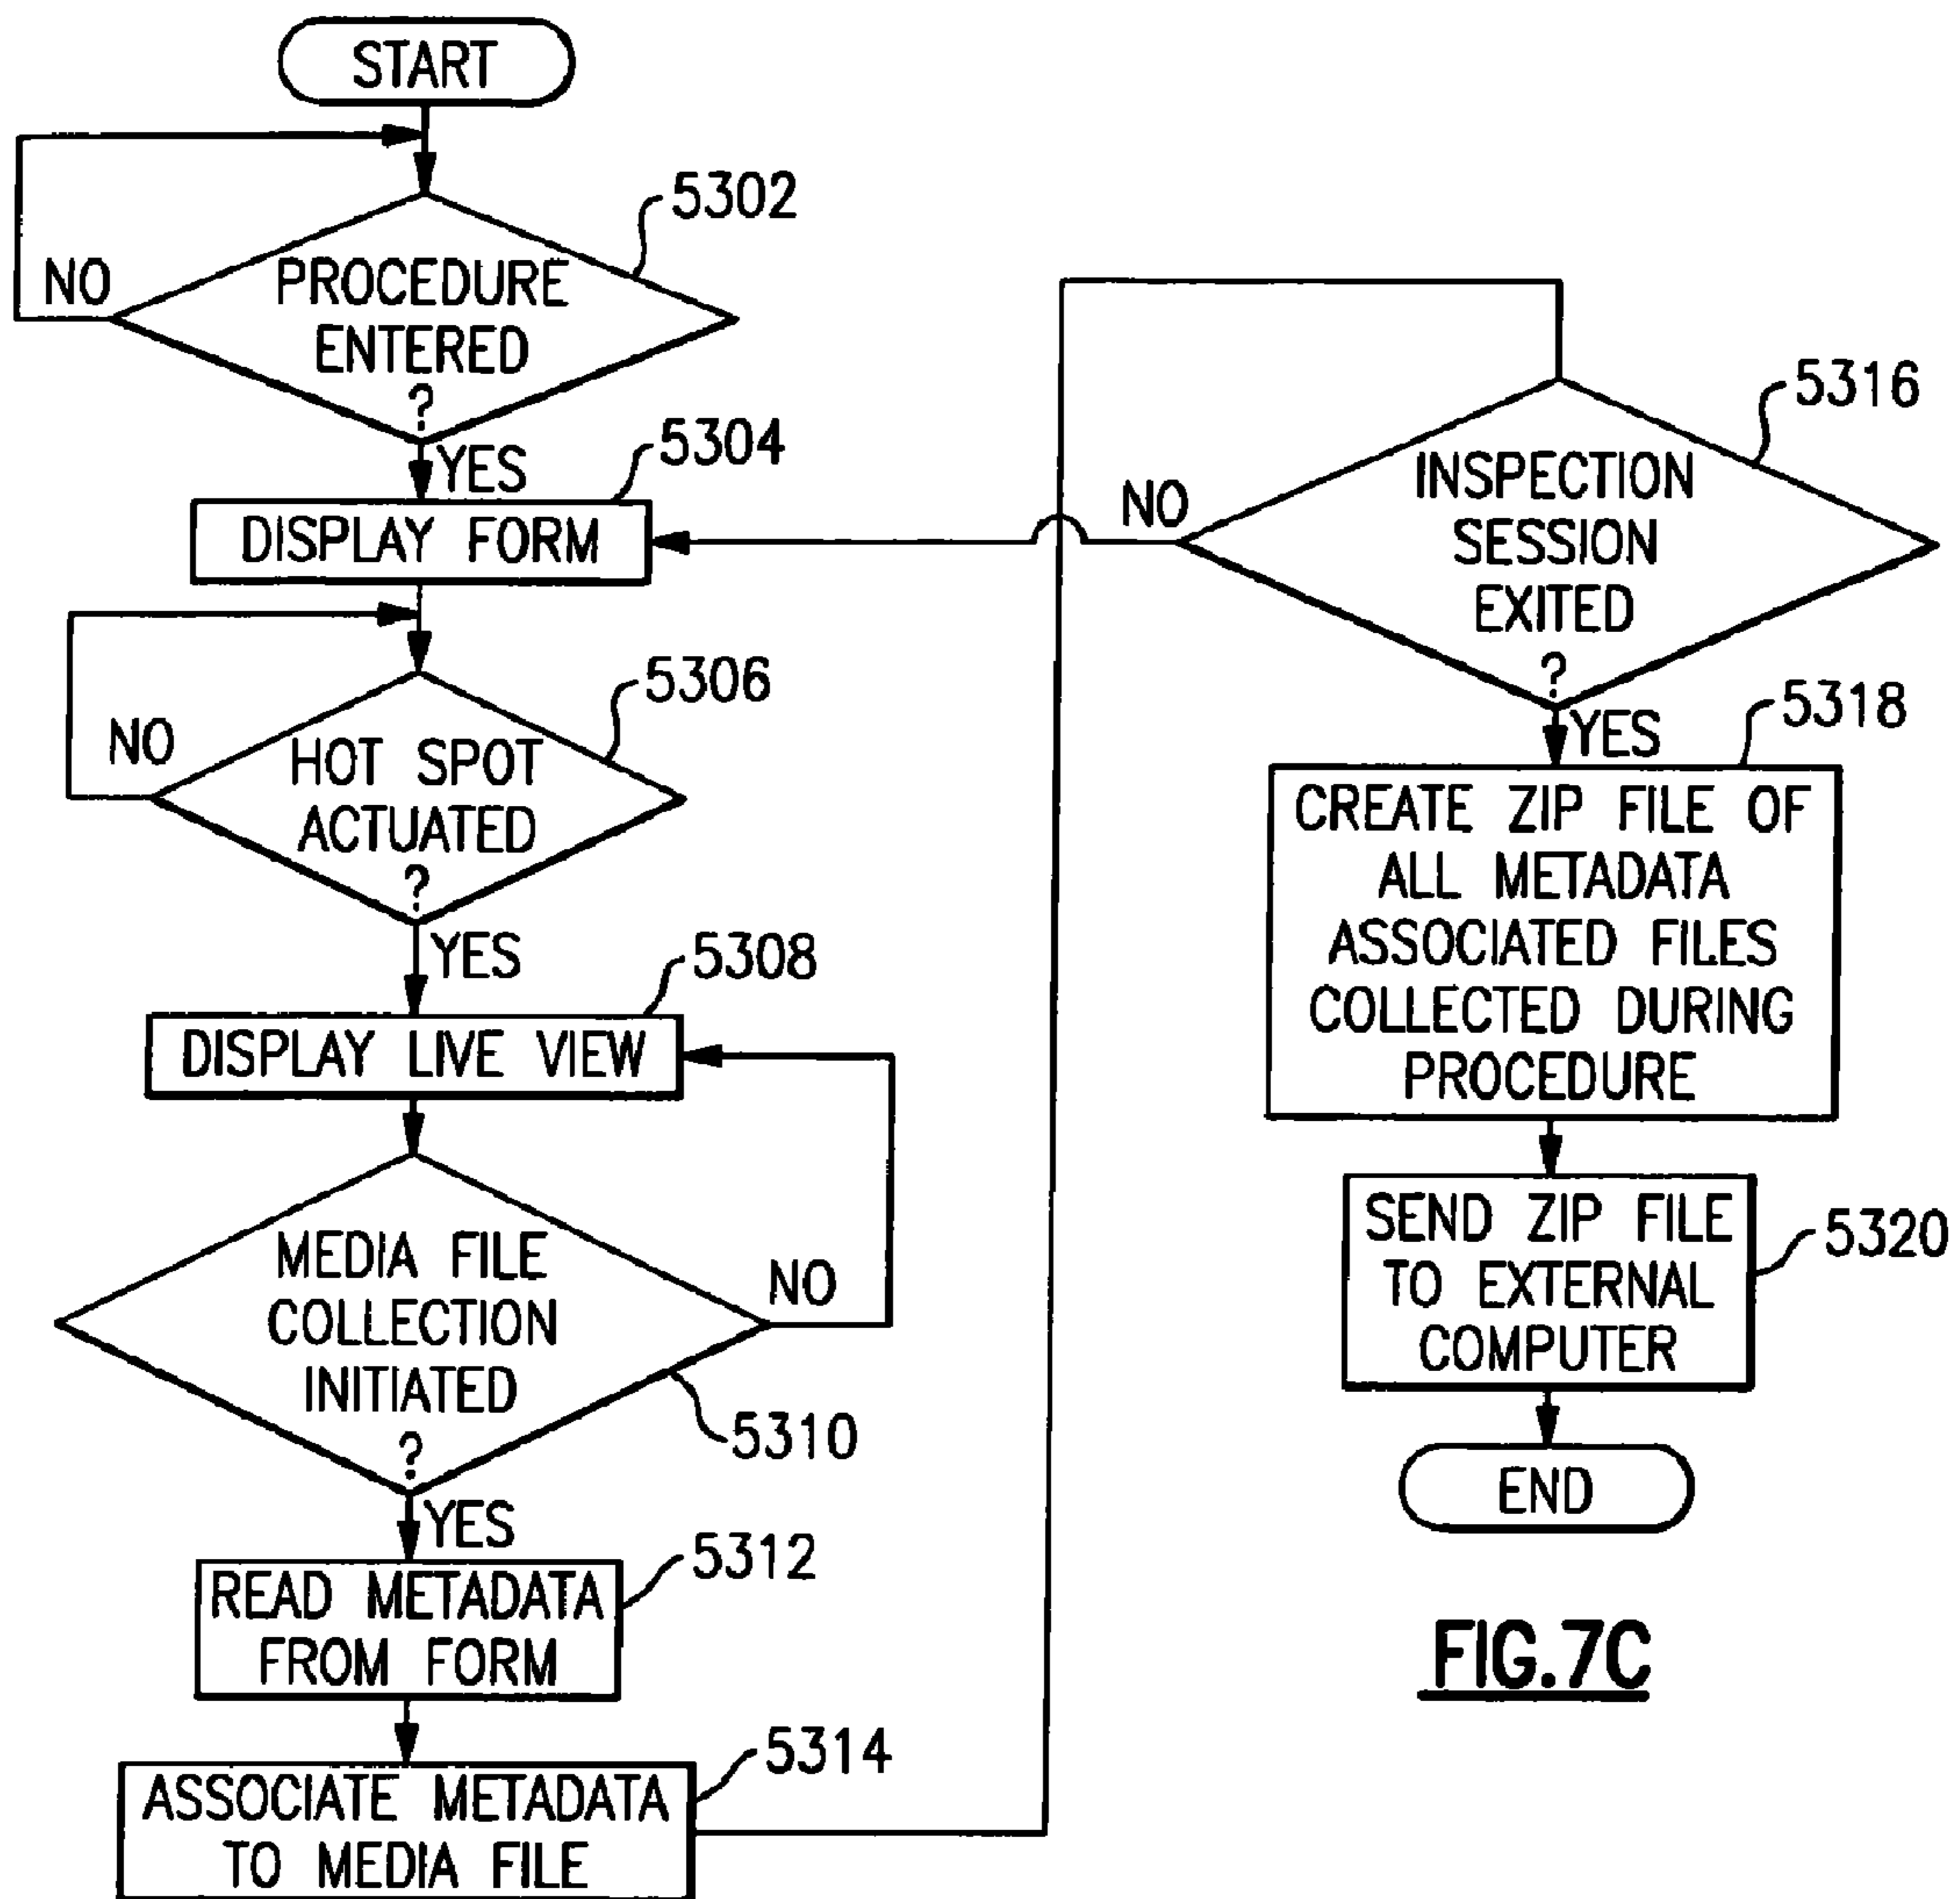 START
5302
NO
PROCEDURE
ENTERED
?
YES
5304
DISPLAY FORM
5306
NO
HOT SPOT
ACTUATED
?
YES
5308
DISPLAY LIVE VIEW
MEDIA FILE
COLLECTION
INITIATED
?
NO
5310
YES
5312
READ METADATA
FROM FORM
5314
ASSOCIATE METADATA
TO MEDIA FILE
5316
NO
INSPECTION
SESSION
EXITED
?
YES
5318
CREATE ZIP FILE OF
ALL METADATA
ASSOCIATED FILES
COLLECTED DURING
PROCEDURE
SEND ZIP FILE
TO EXTERNAL
COMPUTER
5320
END
FIG.7C